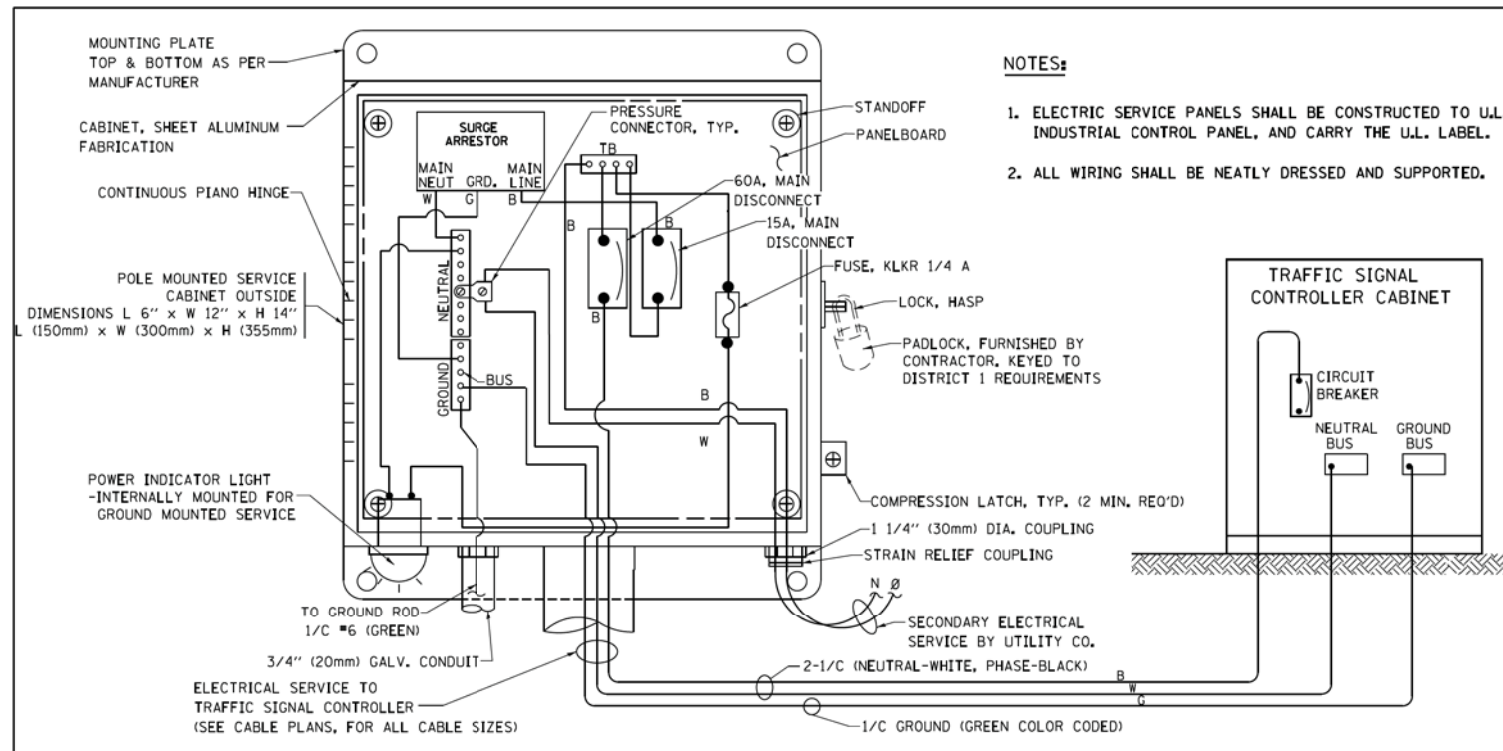 MOUNTING PLATE
TOP & BOTTOM AS PER
MANUFACTURER
CABINET, SHEET ALUMINUM
FABRICATION
CONTINUOUS PIANO HINGE
POLE MOUNTED SERVICE
CABINET OUTSIDE
DIMENSIONS L 6" x W 12" x H 14"
L (150mm) x W (300mm) x H (355mm)
POWER INDICATOR LIGHT
-INTERNALLY MOUNTED FOR
GROUND MOUNTED SERVICE
SURGE
ARRESTOR
MAIN
NEUT
GRD.
MAIN
LINE
W
G
B
PRESSURE
CONNECTOR, TYP.
TB
NEUTRAL
GROUND
BUS
B
B
B
B
W
STANDOFF
PANELBOARD
60A, MAIN
DISCONNECT
15A, MAIN
DISCONNECT
FUSE, KLKR 1/4 A
LOCK, HASP
PADLOCK, FURNISHED BY
CONTRACTOR, KEYED TO
DISTRICT 1 REQUIREMENTS
COMPRESSION LATCH, TYP. (2 MIN. REQ'D)
1 1/4" (30mm) DIA. COUPLING
STRAIN RELIEF COUPLING
N Ø
SECONDARY ELECTRICAL
SERVICE BY UTILITY CO.
TO GROUND ROD
1/C #6 (GREEN)
3/4" (20mm) GALV. CONDUIT
ELECTRICAL SERVICE TO
TRAFFIC SIGNAL CONTROLLER
(SEE CABLE PLANS, FOR ALL CABLE SIZES)
2-1/C (NEUTRAL-WHITE, PHASE-BLACK)
B
W
G
1/C GROUND (GREEN COLOR CODED)
NOTES:
1. ELECTRIC SERVICE PANELS SHALL BE CONSTRUCTED TO U.L
INDUSTRIAL CONTROL PANEL, AND CARRY THE U.L. LABEL.
2. ALL WIRING SHALL BE NEATLY DRESSED AND SUPPORTED.
TRAFFIC SIGNAL
CONTROLLER CABINET
CIRCUIT
BREAKER
NEUTRAL
BUS
GROUND
BUS